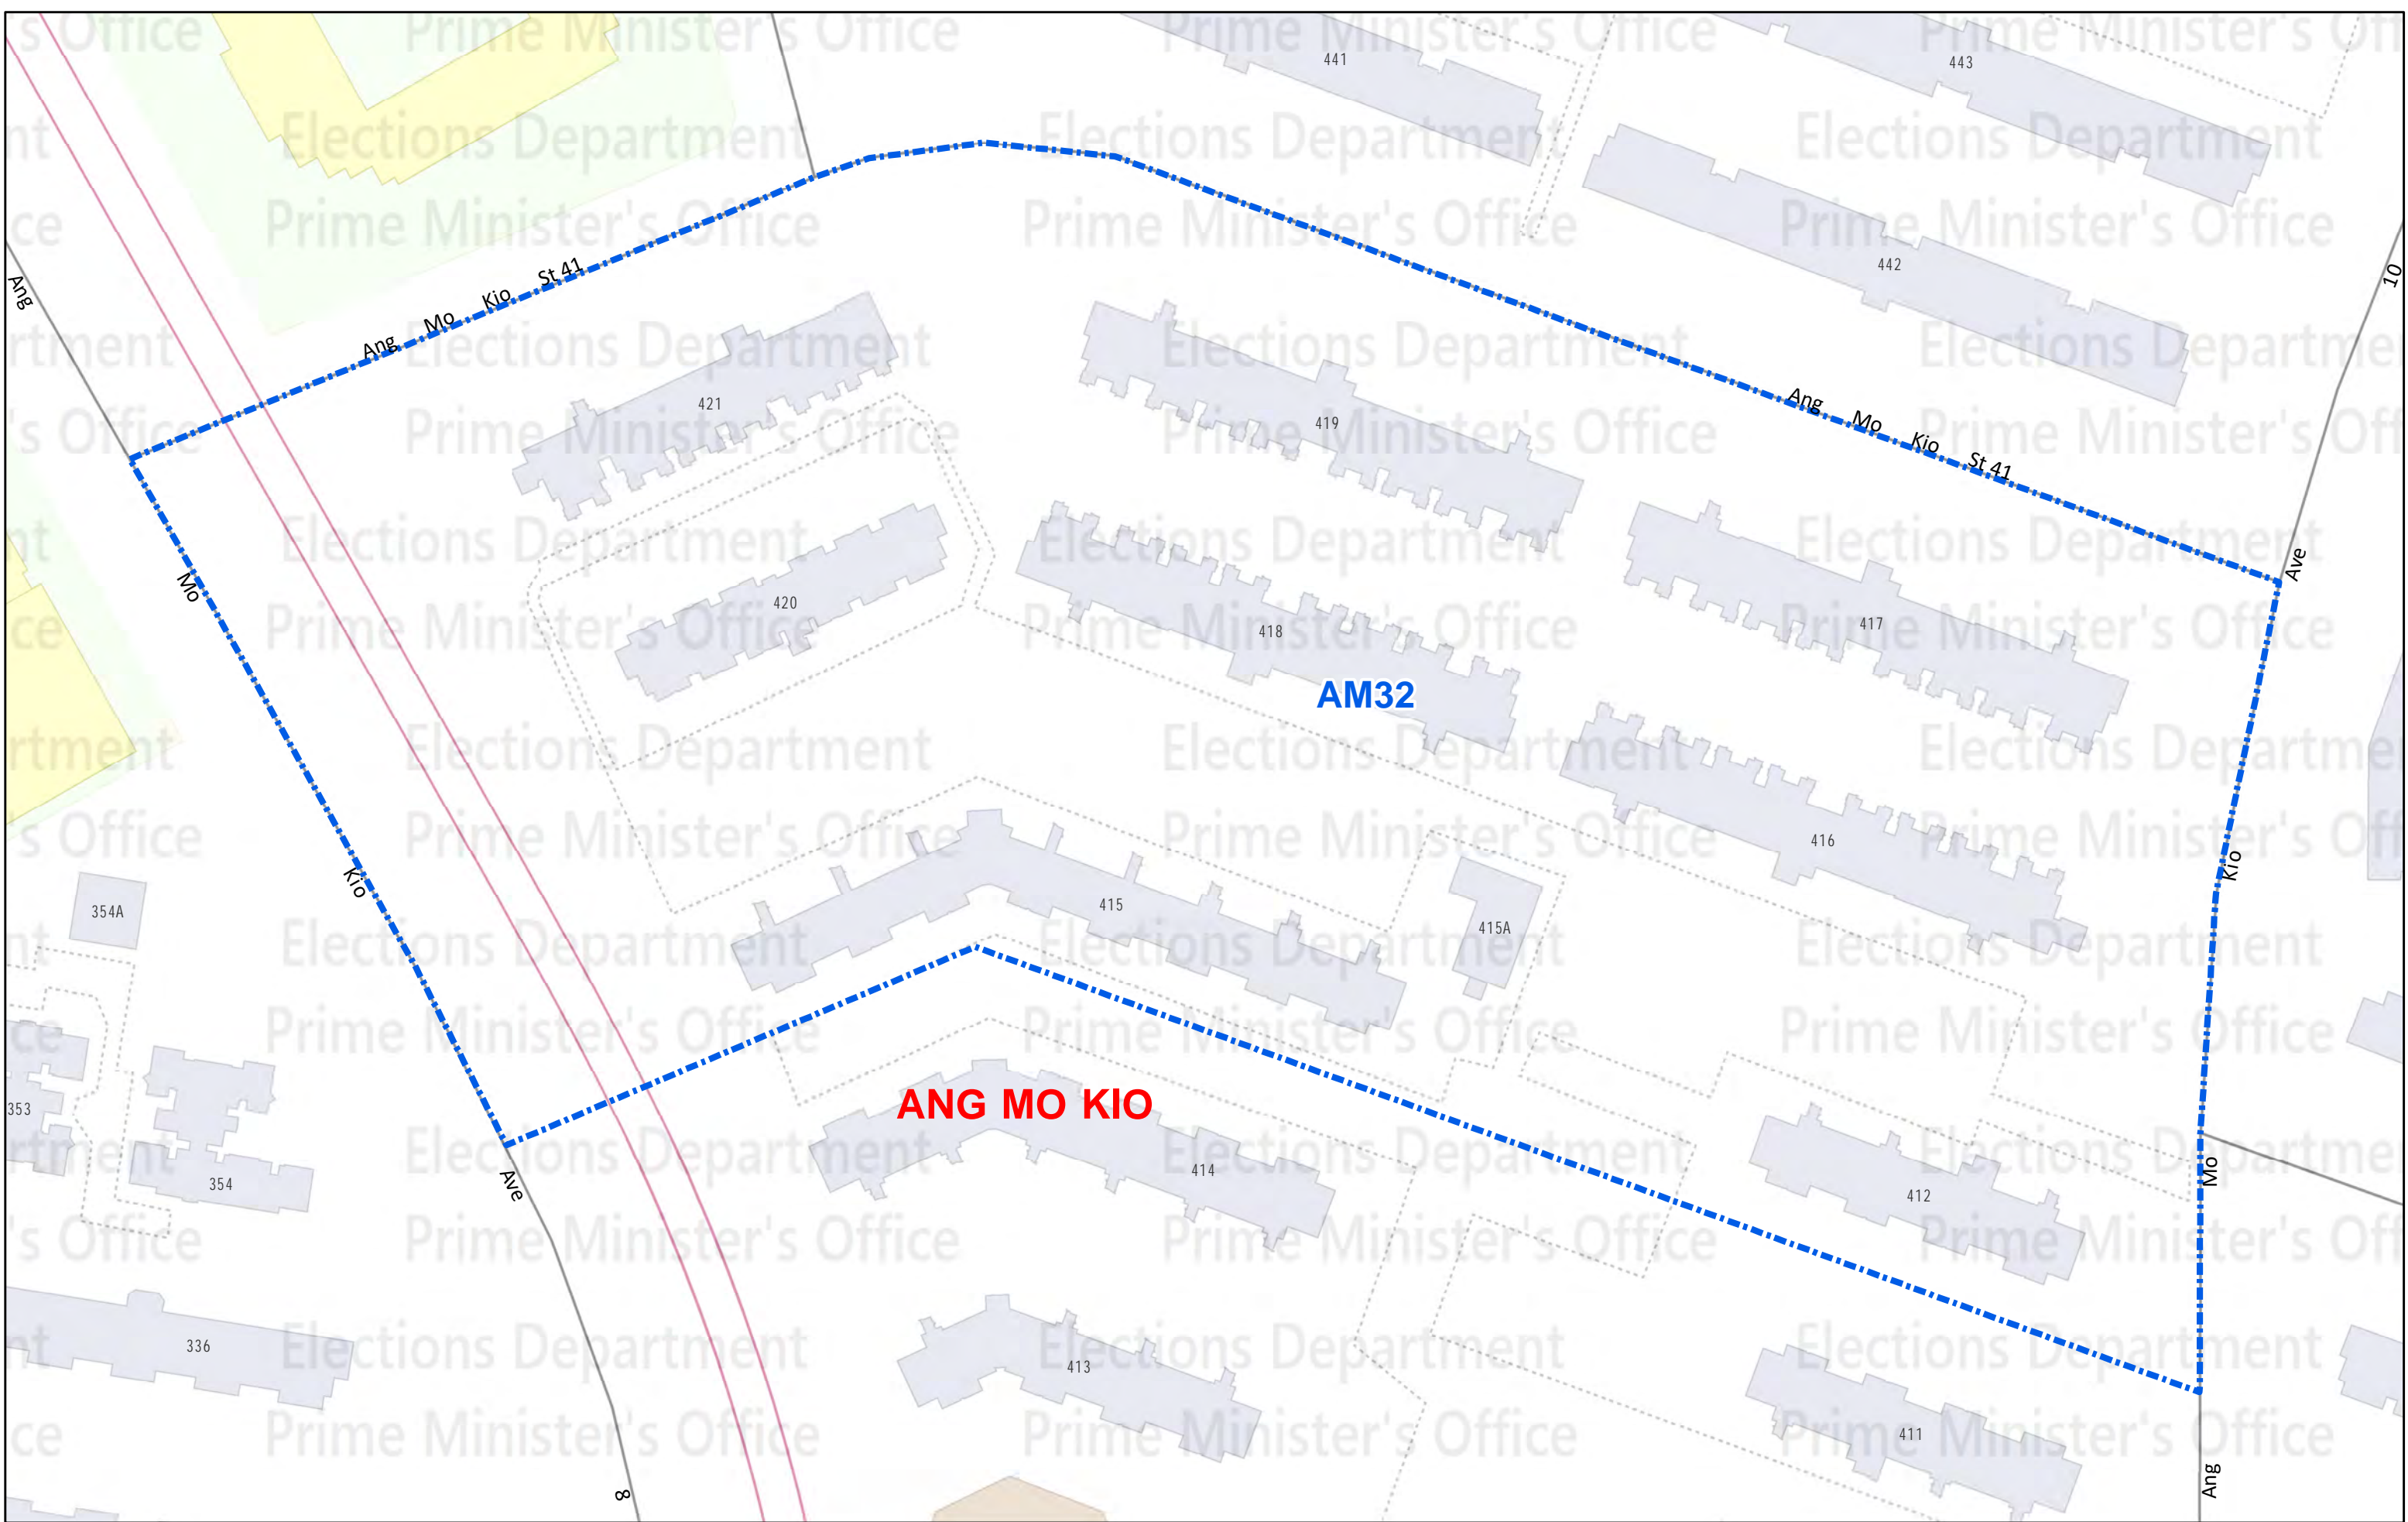 Prime Minister's Office
Elections Department
441
443
442
Ang Mo Kio St 41
421
419
Ang Mo Kio St 41
420
418
417
AM32
416
415
415A
354A
353
354
ANG MO KIO
414
412
336
413
411
Ang Mo Kio Ave 8
Ang Mo Kio Ave 10